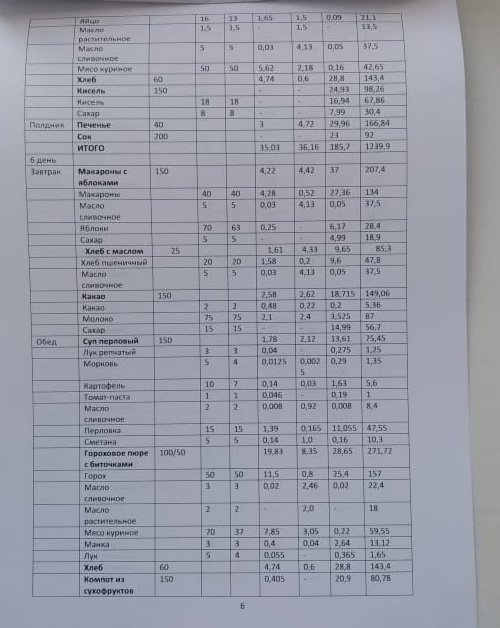 Яйцо 16 13 1,65 1,5 0,09 21,1
Масло 1,5 1,5 - 1,5 - 13,5
растительное
Масло 5 5 0,03 4,13 0,05 37,5
сливочное
Мясо куриное 50 50 5,62 2,18 0,16 42,65
Хлеб 60 4,74 0,6 28,8 143,4
Кисель 150 - - 24,93 98,26
Кисель 18 18 - - 16,94 67,86
Сахар 8 8 - - 7,99 30,4
Полдник Печенье 40 3 4,72 29,96 166,84
Сок 200 - - 23 92
ИТОГО 35,03 36,16 185,7 1239,9
6 день
Завтрак Макароны с 150 4,22 4,42 37 207,4
яблоками
Макароны 40 40 4,28 0,52 27,36 134
Масло 5 5 0,03 4,13 0,05 37,5
сливочное
Яблоки 70 63 0,25 - 6,17 28,4
Сахар 5 5 - - 4,99 18,9
Хлеб с маслом 25 1,61 4,33 9,65 85,3
Хлеб пшеничный 20 20 1,58 0,2 9,6 47,8
Масло 5 5 0,03 4,13 0,05 37,5
сливочное
Какао 150 2,58 2,62 18,715 149,06
Какао 2 2 0,48 0,22 0,2 5,36
Молоко 75 75 2,1 2,4 3,525 87
Сахар 15 15 - - 14,99 56,7
Обед Суп перловый 150 1,78 2,12 13,61 75,45
Лук репчатый 3 3 0,04 - 0,275 1,25
Морковь 5 4 0,0125 0,002 0,29 1,35
5
Картофель 10 7 0,14 0,03 1,63 5,6
Томат-паста 1 1 0,046 - 0,19 1
Масло 2 2 0,008 0,92 0,008 8,4
сливочное
Перловка 15 15 1,39 0,165 11,055 47,55
Сметана 5 5 0,14 1,0 0,16 10,3
Гороховое пюре 100/50 19,83 8,35 28,65 271,72
с биточками
Горох 50 50 11,5 0,8 25,4 157
Масло 3 3 0,02 2,46 0,02 22,4
сливочное
Масло 2 2 - 2,0 - 18
растительное
Мясо куриное 70 37 7,85 3,05 0,22 59,55
Манка 3 3 0,4 0,04 2,64 13,12
Лук 5 4 0,055 - 0,365 1,65
Хлеб 60 4,74 0,6 28,8 143,4
Компот из 150 0,405 - 20,9 80,78
сухофруктов
6